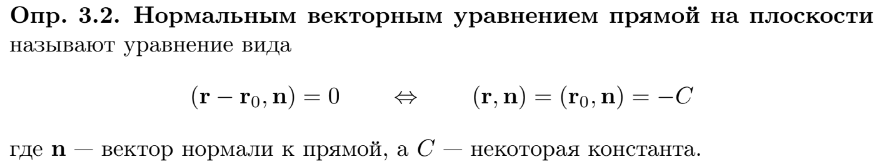 Опр. 3.2. Нормальным векторным уравнением прямой на плоскости
называют уравнение вида
(r − r₀, n) = 0 ⇔ (r, n) = (r₀, n) = −C
где n — вектор нормали к прямой, а C — некоторая константа.